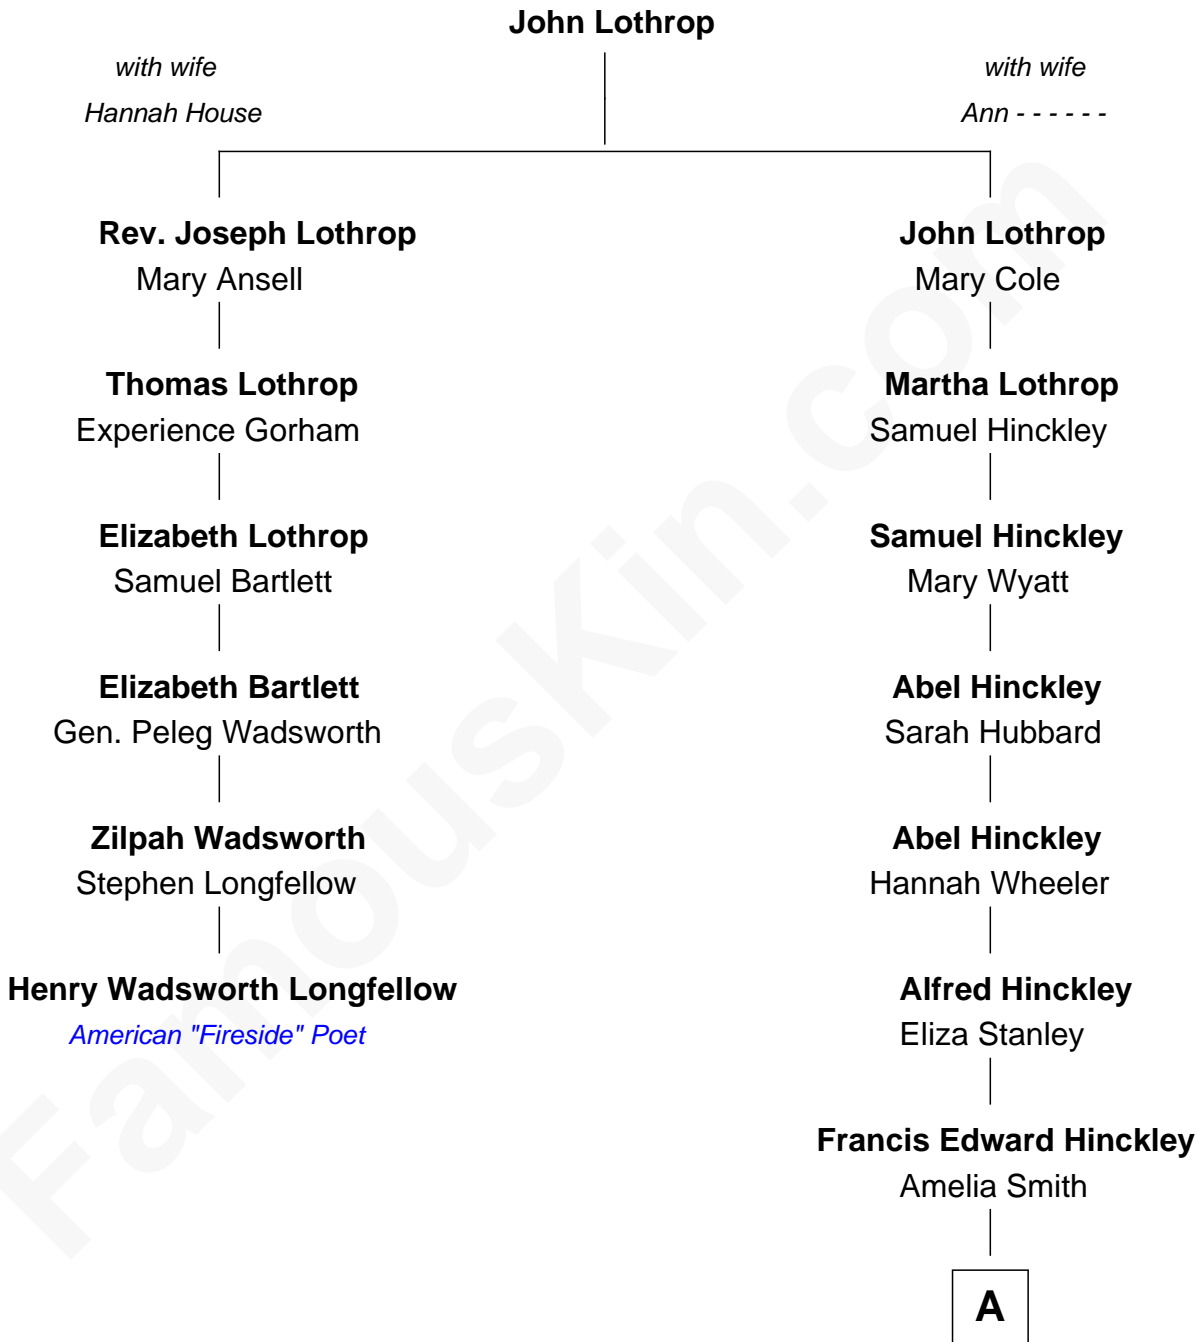 John Lothrop
with wife
Hannah House
with wife
Ann - - - - - -
Rev. Joseph Lothrop
Mary Ansell
John Lothrop
Mary Cole
Thomas Lothrop
Experience Gorham
Martha Lothrop
Samuel Hinckley
Elizabeth Lothrop
Samuel Bartlett
Samuel Hinckley
Mary Wyatt
Elizabeth Bartlett
Gen. Peleg Wadsworth
Abel Hinckley
Sarah Hubbard
Zilpah Wadsworth
Stephen Longfellow
Abel Hinckley
Hannah Wheeler
Henry Wadsworth Longfellow
American "Fireside" Poet
Alfred Hinckley
Eliza Stanley
Francis Edward Hinckley
Amelia Smith
A
FamousKin.com